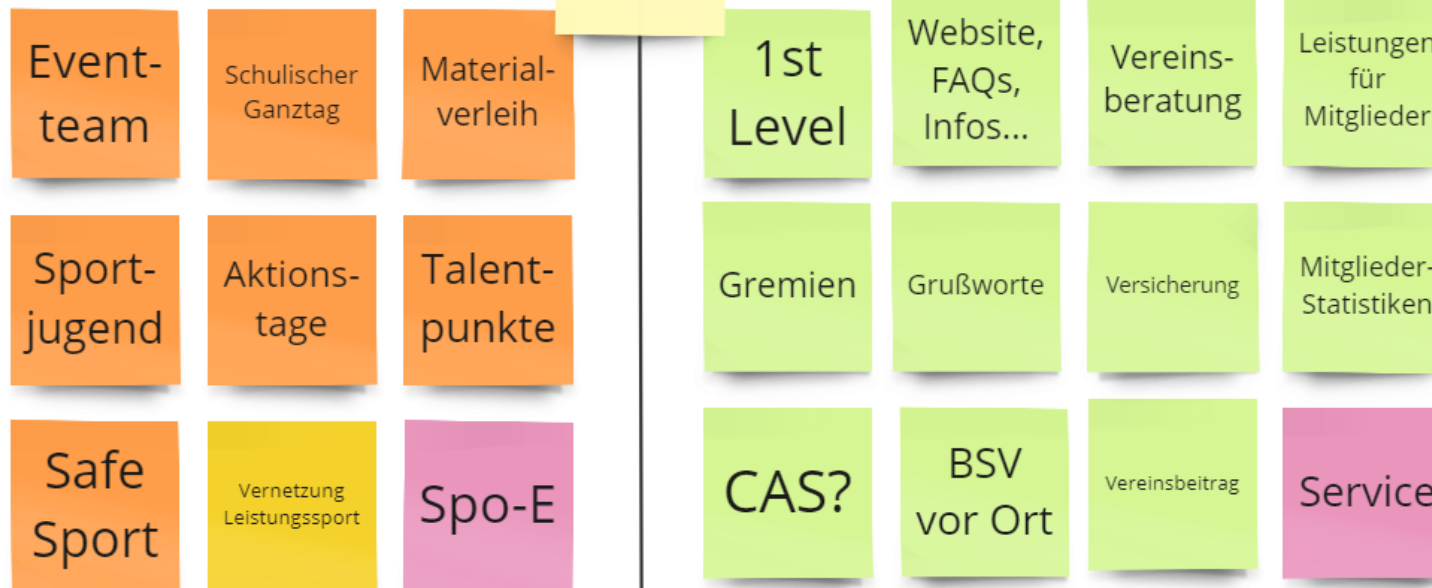 Event-
team
Schulischer
Ganztag
Material-
verleih
1st
Level
Website,
FAQs,
Infos...
Vereins-
beratung
Leistungen
für
Mitglieder
Sport-
jugend
Aktions-
tage
Talent-
punkte
Gremien
Grußworte
Versicherung
Mitglieder-
Statistiken
Safe
Sport
Vernetzung
Leistungssport
Spo-E
CAS?
BSV
vor Ort
Vereinsbeitrag
Service